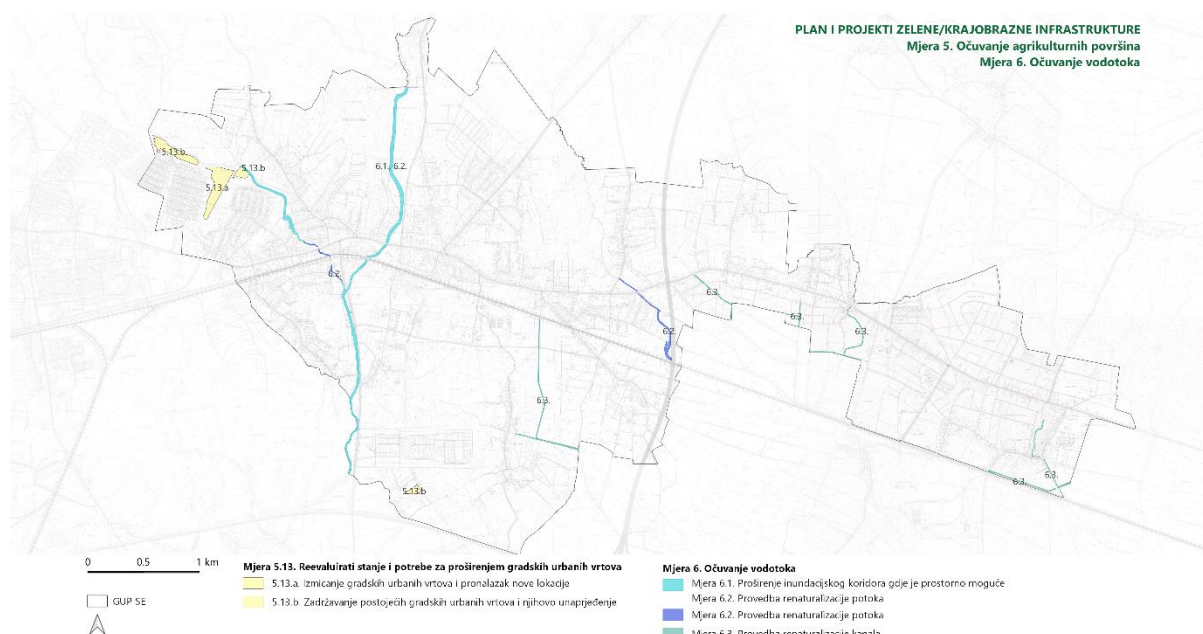 PLAN I PROJEKTI ZELENE/KRAJOBRAZNE INFRASTRUKTURE
Mjera 5. Očuvanje agrikulturnih površina
Mjera 6. Očuvanje vodotoka
5.13.b.
5.13.b
5.13.a
6.1., 6.2.
6.2.
6.2.
6.3.
6.3.
6.3.
6.3.
6.3.
5.13.b
0 0.5 1 km
GUP SE
Mjera 5.13. Reevaluirati stanje i potrebe za proširenjem gradskih urbanih vrtova
5.13.a. Izmicanje gradskih urbanih vrtova i pronalazak nove lokacije
5.13.b. Zadržavanje postojećih gradskih urbanih vrtova i njihovo unaprjeđenje
Mjera 6. Očuvanje vodotoka
Mjera 6.1. Proširenje inundacijskog koridora gdje je prostorno moguće
Mjera 6.2. Provedba renaturalizacije potoka
Mjera 6.2. Provedba renaturalizacije potoka
Mjera 6.3. Provedba renaturalizacije kanala